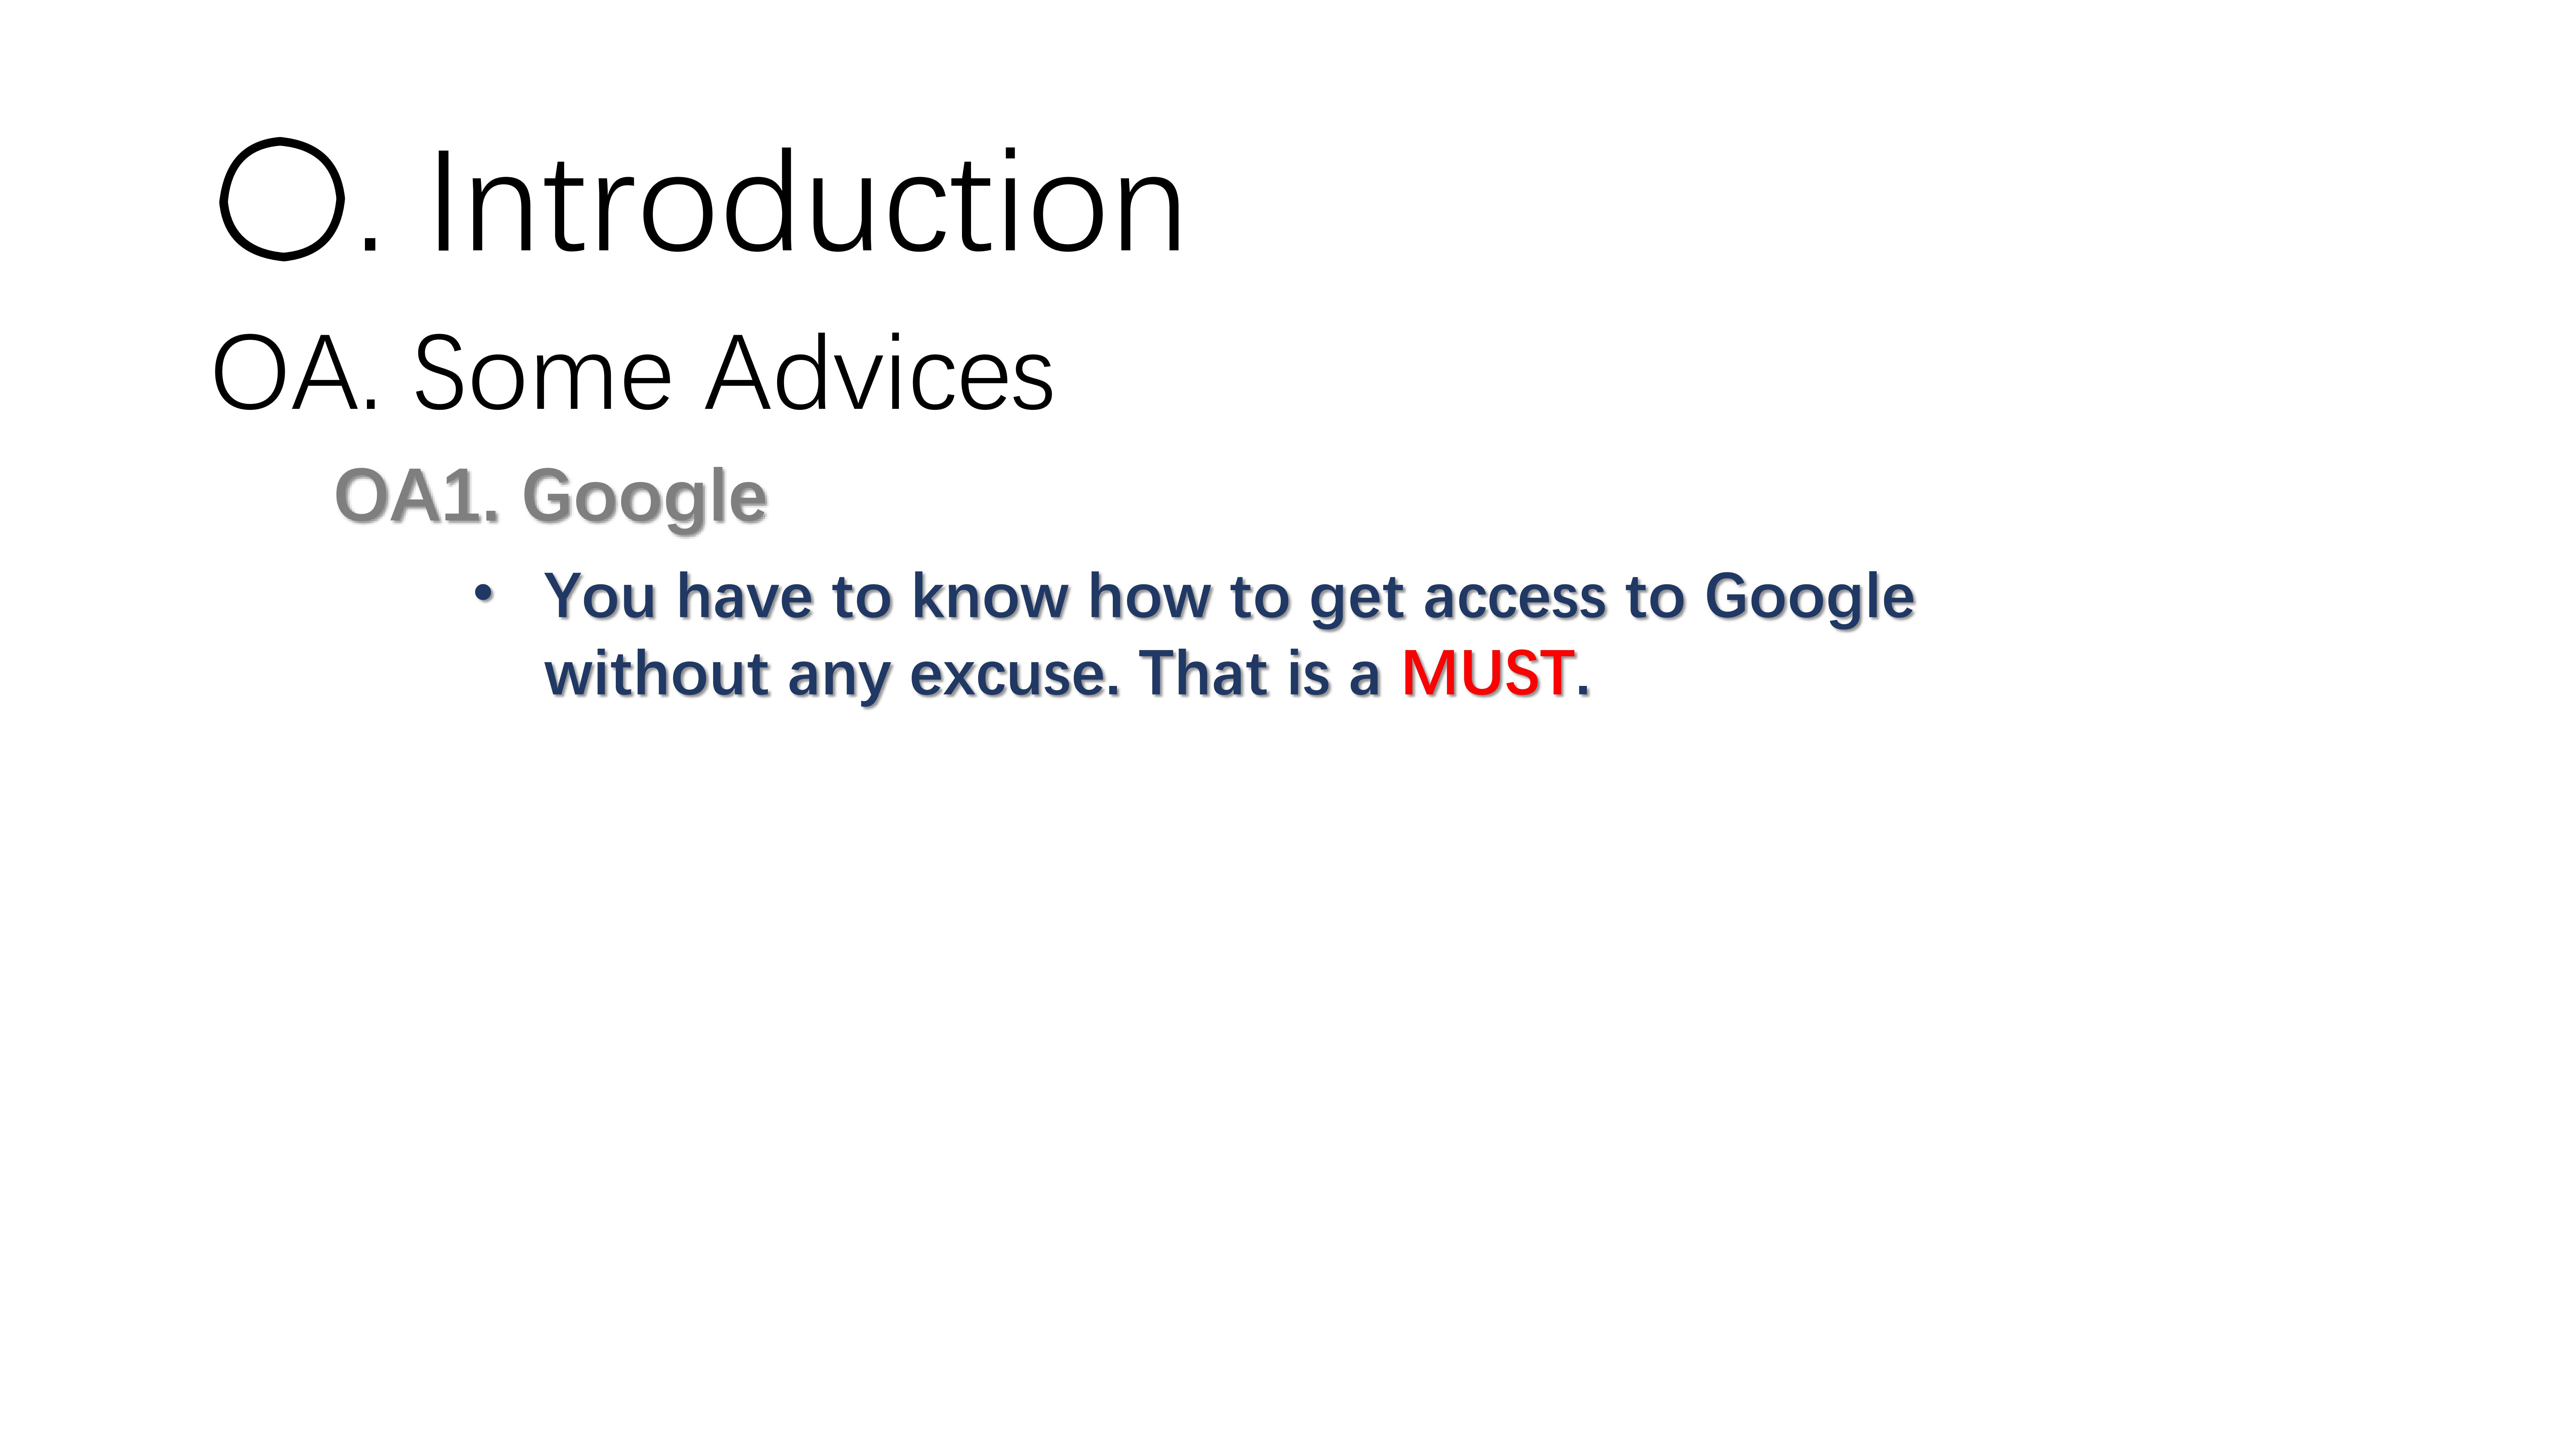 〇. Introduction
OA. Some Advices
OA1. Google
• You have to know how to get access to Google
without any excuse. That is a MUST.